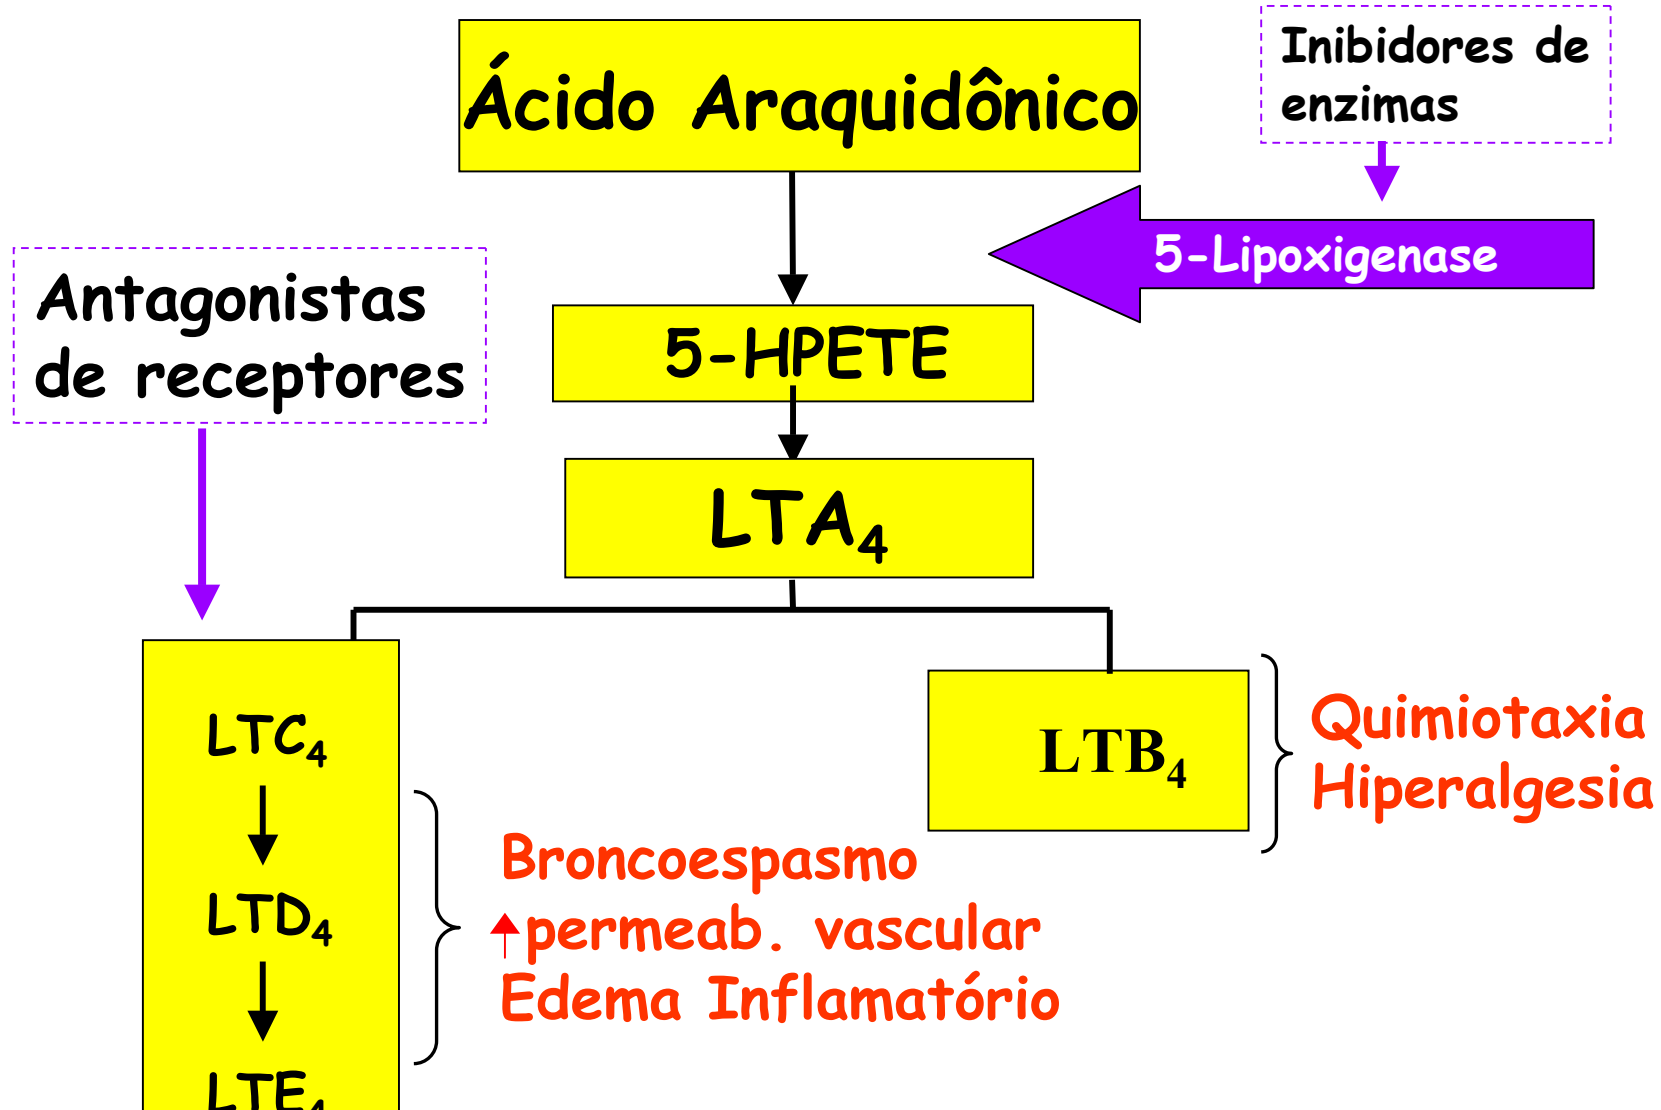 Ácido Araquidônico
Inibidores de
enzimas
5-Lipoxigenase
Antagonistas
de receptores
5-HPETE
LTA₄
LTC₄
LTD₄
LTE₄
LTB₄
Quimiotaxia
Hiperalgesia
Broncoespasmo
↑permeab. vascular
Edema Inflamatório